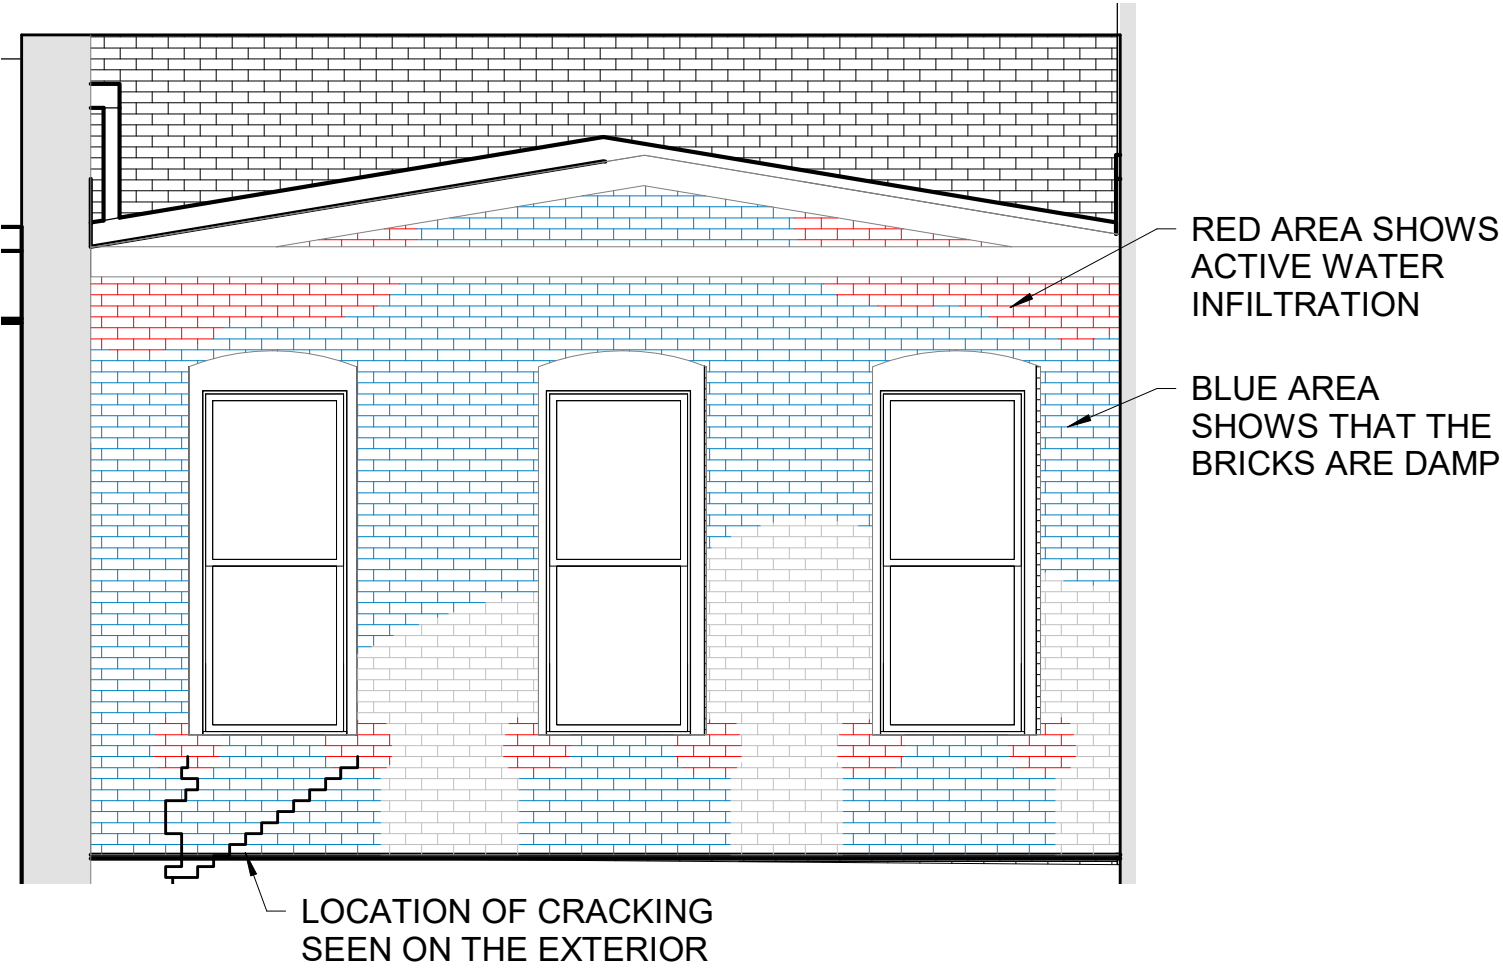 RED AREA SHOWS
ACTIVE WATER
INFILTRATION
BLUE AREA
SHOWS THAT THE
BRICKS ARE DAMP
LOCATION OF CRACKING
SEEN ON THE EXTERIOR